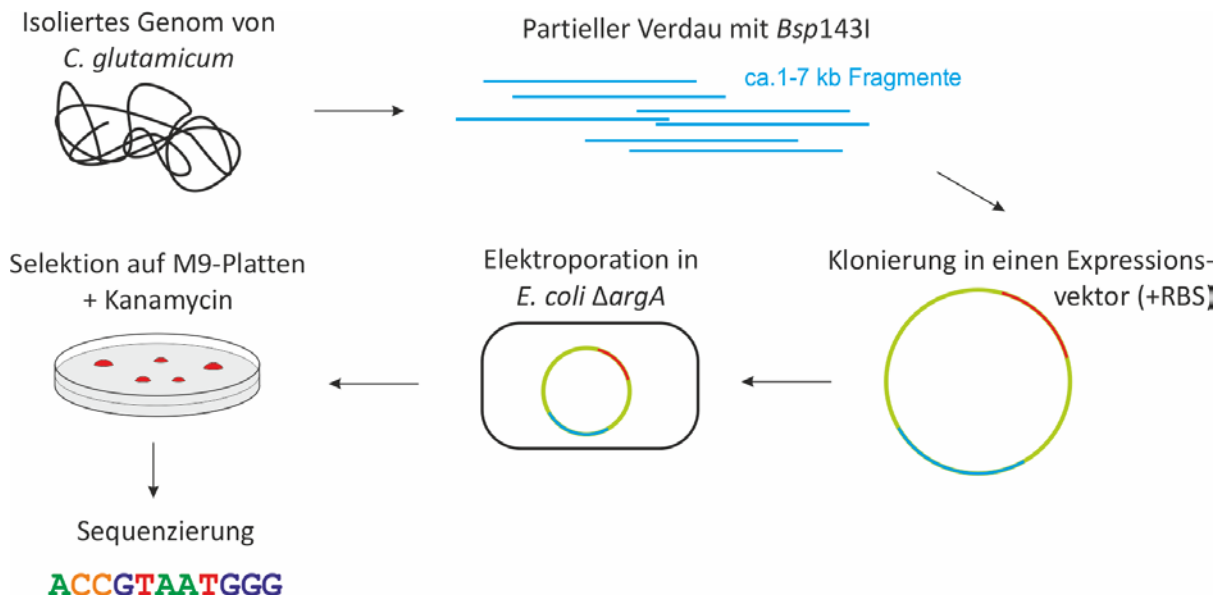 Isoliertes Genom von
C. glutamicum
Partieller Verdau mit Bsp143I
ca.1-7 kb Fragmente
Klonierung in einen Expressions-
vektor (+RBS)
Elektroporation in
E. coli ΔargA
Selektion auf M9-Platten
+ Kanamycin
Sequenzierung
ACCGTAATGGG